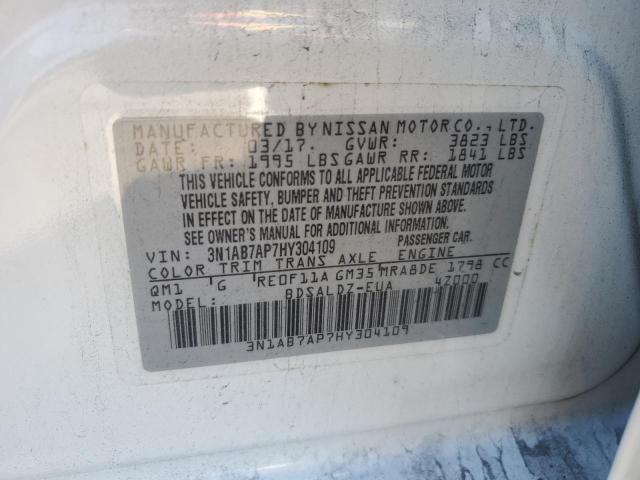 MANUFACTURED BY NISSAN MOTOR CO., LTD.
DATE: 03/17. GVWR: 3823 LBS
GAWR FR: 1995 LBS GAWR RR: 1841 LBS
THIS VEHICLE CONFORMS TO ALL APPLICABLE FEDERAL MOTOR
VEHICLE SAFETY, BUMPER AND THEFT PREVENTION STANDARDS
IN EFFECT ON THE DATE OF MANUFACTURE SHOWN ABOVE.
SEE OWNER'S MANUAL FOR ADDITIONAL INFORMATION
VIN: 3N1AB7AP7HY304109 PASSENGER CAR.
COLOR TRIM TRANS AXLE ENGINE
QM1 G RE0F11A GM35 MRA8DE 1798 CC
MODEL: BDSALDZ-EUA 4Z000
3N1AB7AP7HY304109